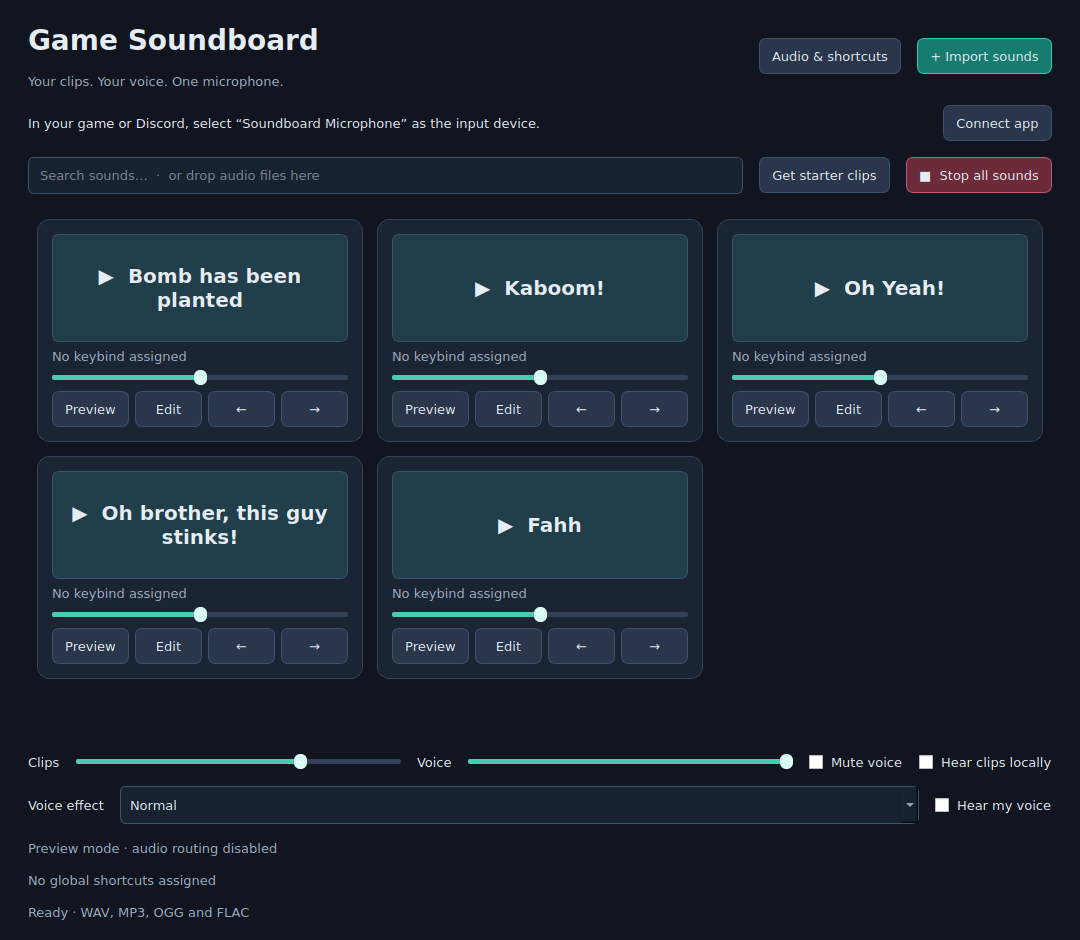 Game Soundboard
Audio & shortcuts
+ Import sounds
Your clips. Your voice. One microphone.
In your game or Discord, select “Soundboard Microphone” as the input device.
Connect app
Search sounds… · or drop audio files here
Get starter clips
■ Stop all sounds
▶ Bomb has been
planted
No keybind assigned
Preview Edit ← →
▶ Kaboom!
No keybind assigned
Preview Edit ← →
▶ Oh Yeah!
No keybind assigned
Preview Edit ← →
▶ Oh brother, this guy
stinks!
No keybind assigned
Preview Edit ← →
▶ Fahh
No keybind assigned
Preview Edit ← →
Clips
Voice
Mute voice
Hear clips locally
Voice effect
Normal
Hear my voice
Preview mode · audio routing disabled
No global shortcuts assigned
Ready · WAV, MP3, OGG and FLAC